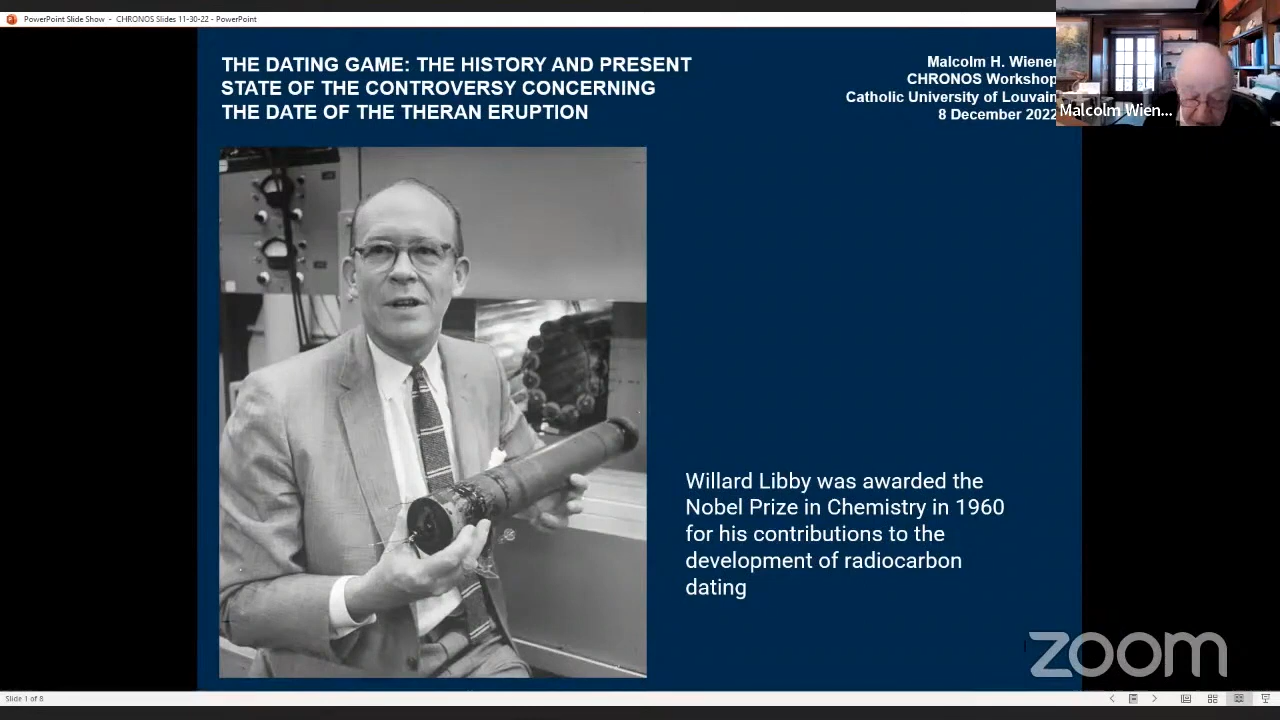 PowerPoint Slide Show - CHRONOS Slides 11-30-22 - PowerPoint
THE DATING GAME: THE HISTORY AND PRESENT
STATE OF THE CONTROVERSY CONCERNING
THE DATE OF THE THERAN ERUPTION
Malcolm H. Wiener
CHRONOS Workshop
Catholic University of Louvain
8 December 2022
Malcolm Wien...
Willard Libby was awarded the
Nobel Prize in Chemistry in 1960
for his contributions to the
development of radiocarbon
dating
zoom
Slide 1 of 8